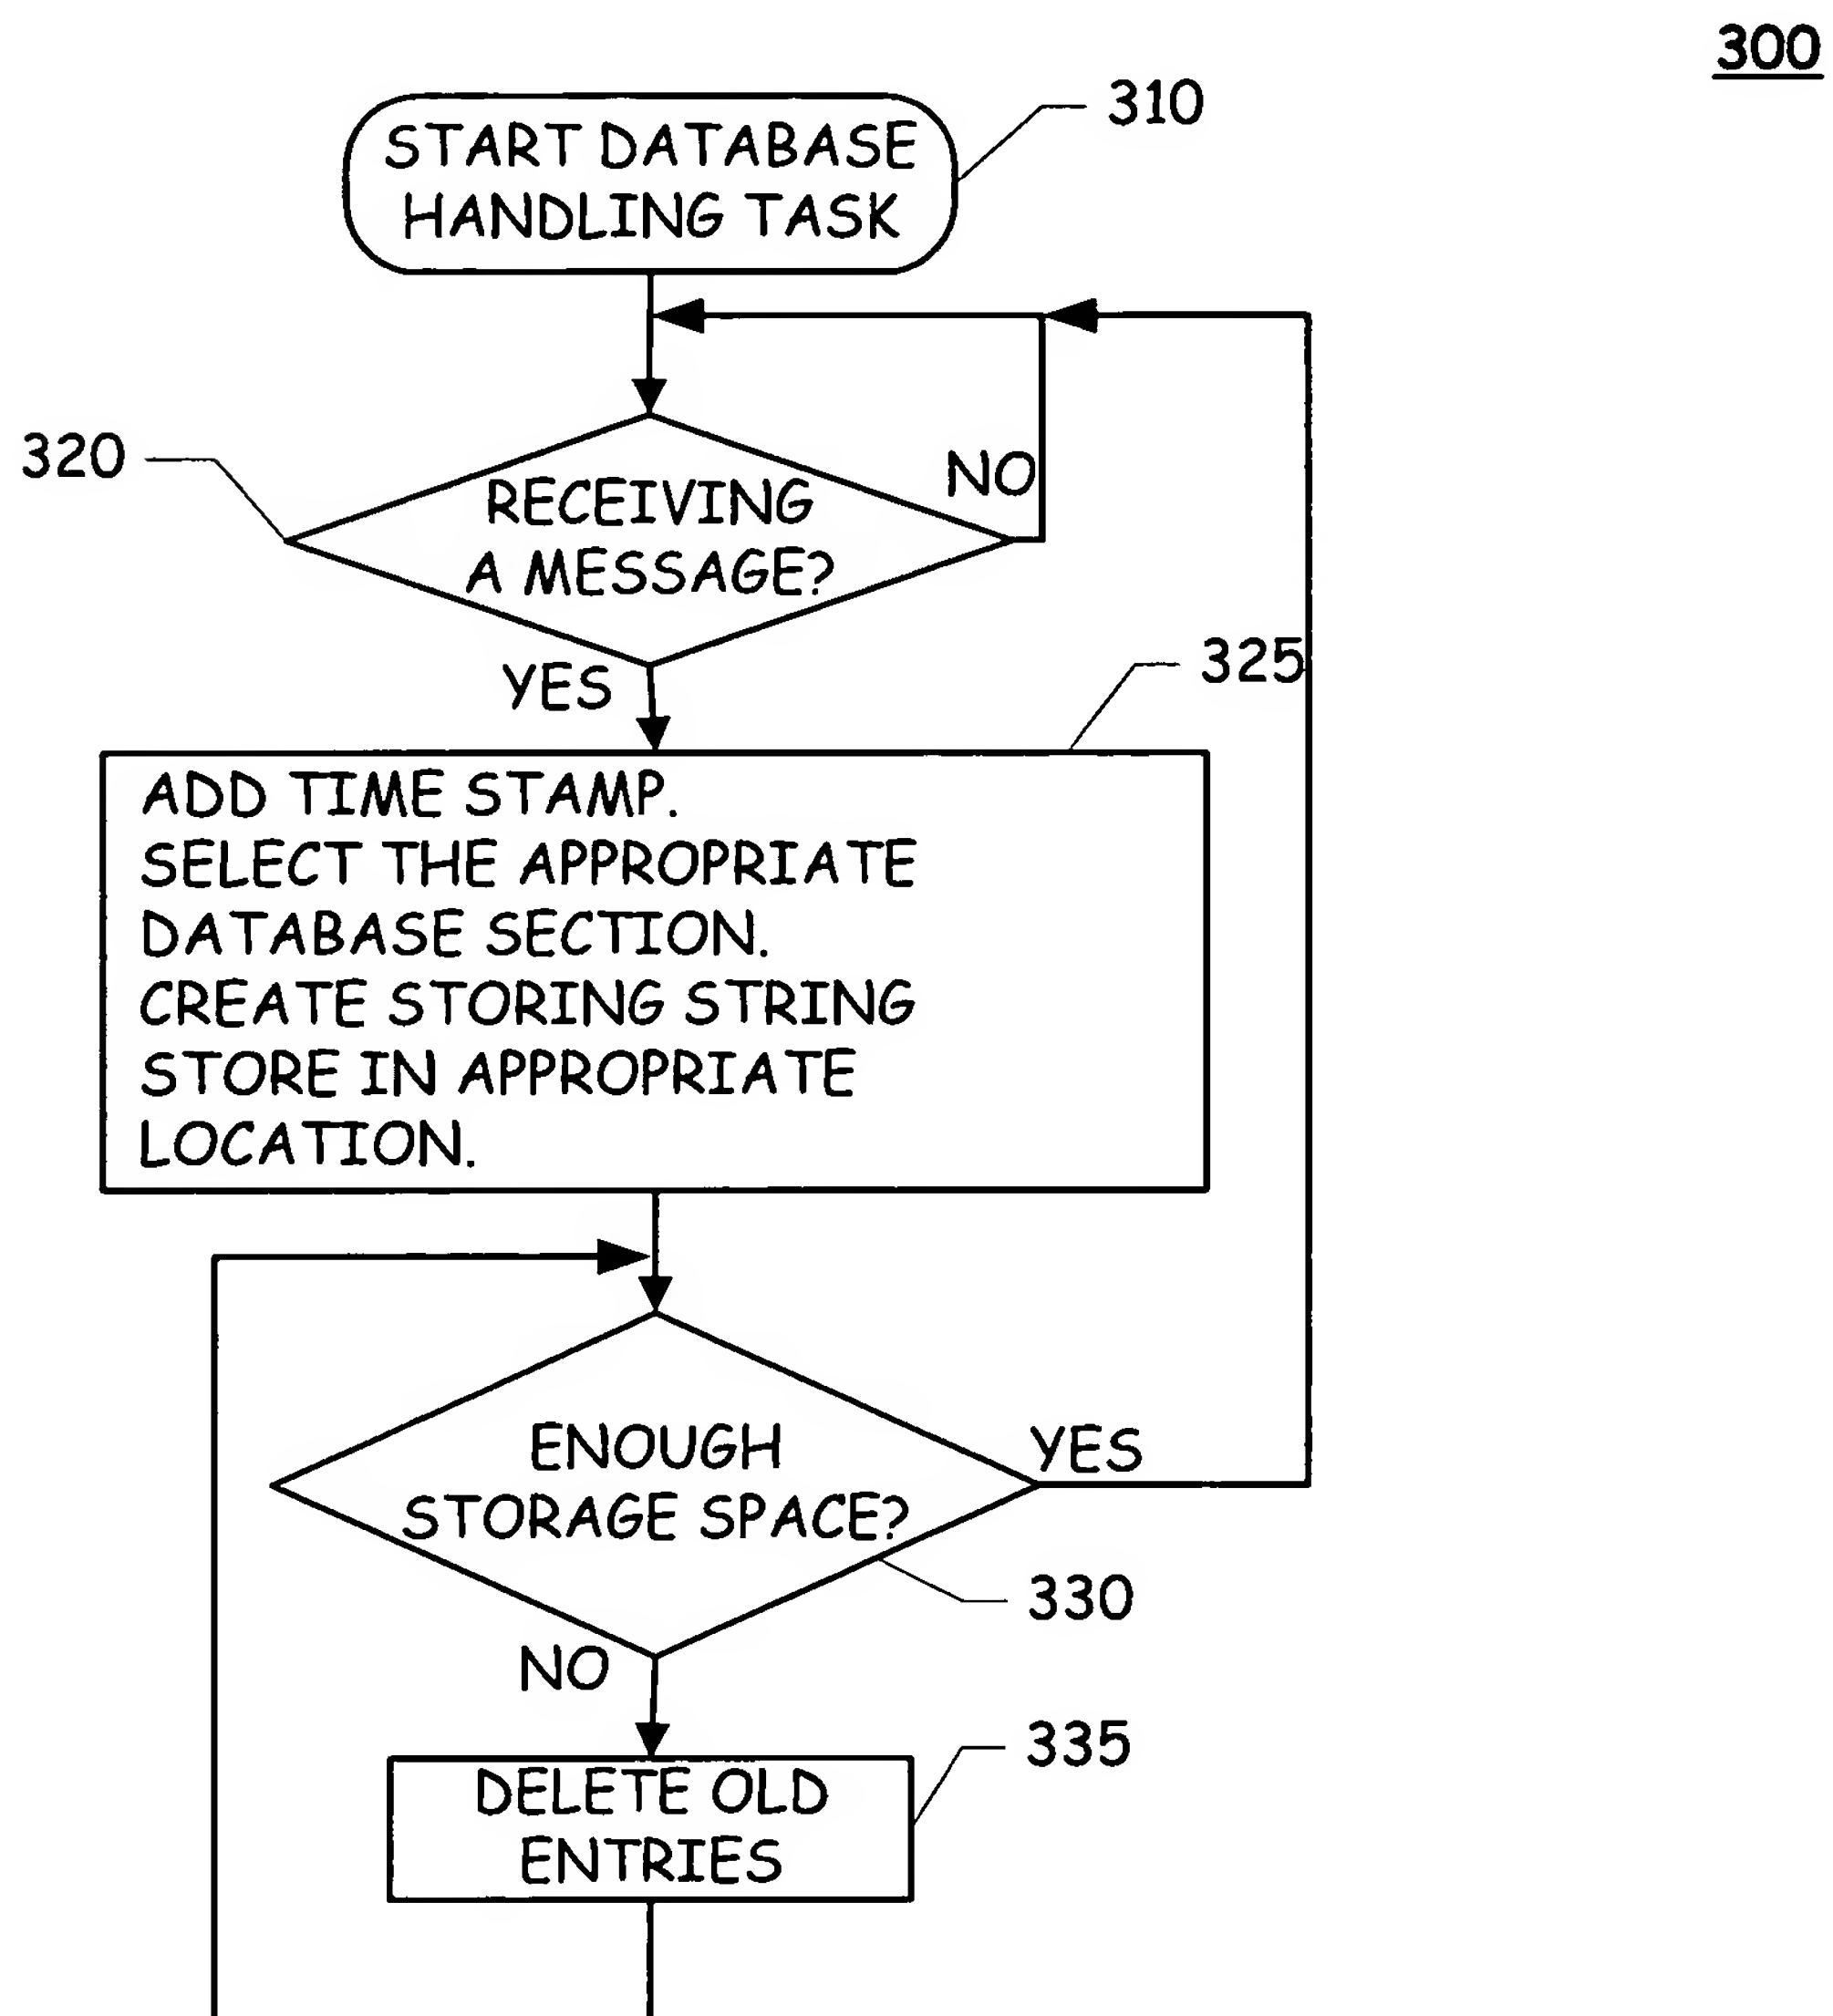 300
310
START DATABASE
HANDLING TASK
320
NO
RECEIVING
A MESSAGE?
YES
325
ADD TIME STAMP.
SELECT THE APPROPRIATE
DATABASE SECTION.
CREATE STORING STRING
STORE IN APPROPRIATE
LOCATION.
ENOUGH
STORAGE SPACE?
YES
330
NO
335
DELETE OLD
ENTRIES